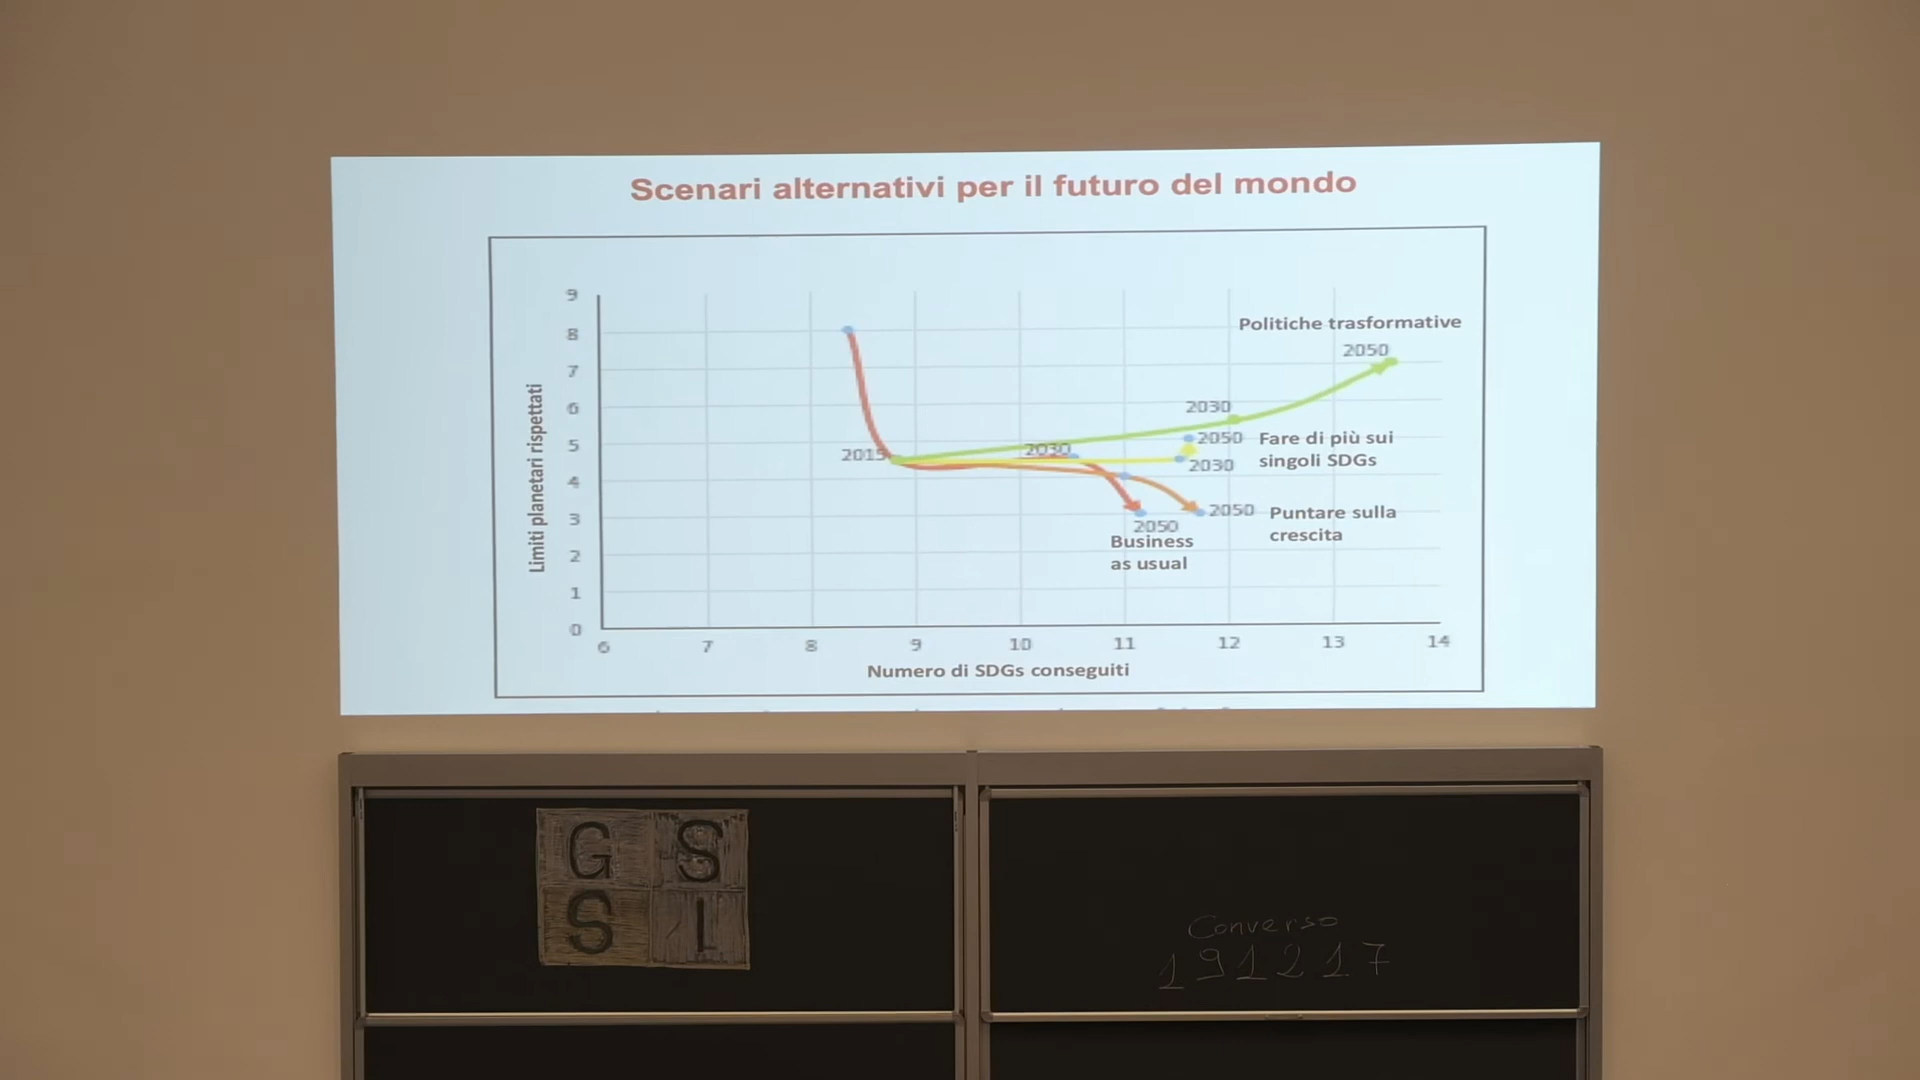 Scenari alternativi per il futuro del mondo
9
8
7
6
5
4
3
2
1
0
Limiti planetari rispettati
Politiche trasformative
2050
2030
2050
Fare di più sui
singoli SDGs
2030
2015
2030
2050
Puntare sulla
crescita
2050
Business
as usual
6 7 8 9 10 11 12 13 14
Numero di SDGs conseguiti
G S
S I
Converso
191217